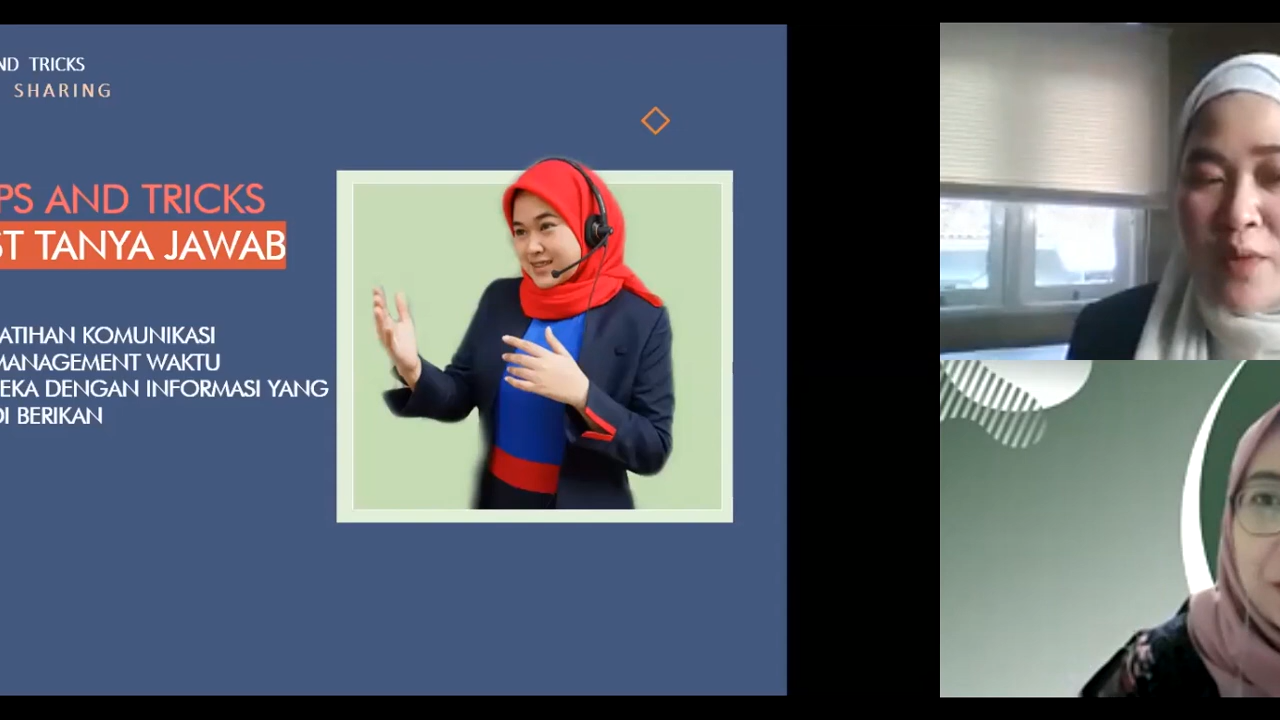 ND TRICKS
SHARING
PS AND TRICKS
ST TANYA JAWAB
ATIHAN KOMUNIKASI
MANAGEMENT WAKTU
EKA DENGAN INFORMASI YANG
DI BERIKAN